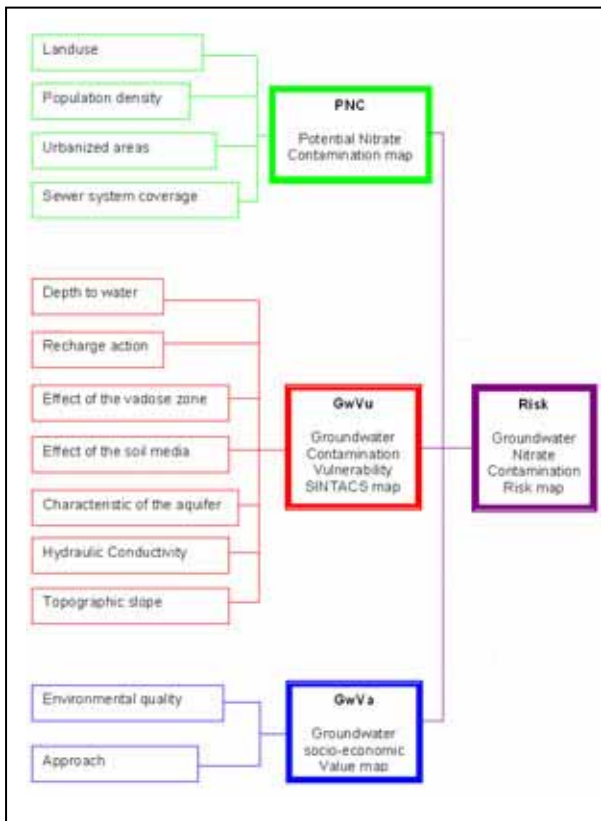 Landuse
Population density
Urbanized areas
Sewer system coverage
PNC
Potential Nitrate
Contamination map
Depth to water
Recharge action
Effect of the vadose zone
Effect of the soil media
Characteristic of the aquifer
Hydraulic Conductivity
Topographic slope
GwVu
Groundwater
Contamination
Vulnerability
SINTACS map
Risk
Groundwater
Nitrate
Contamination
Risk map
Environmental quality
Approach
GwVa
Groundwater
socio-economic
Value map